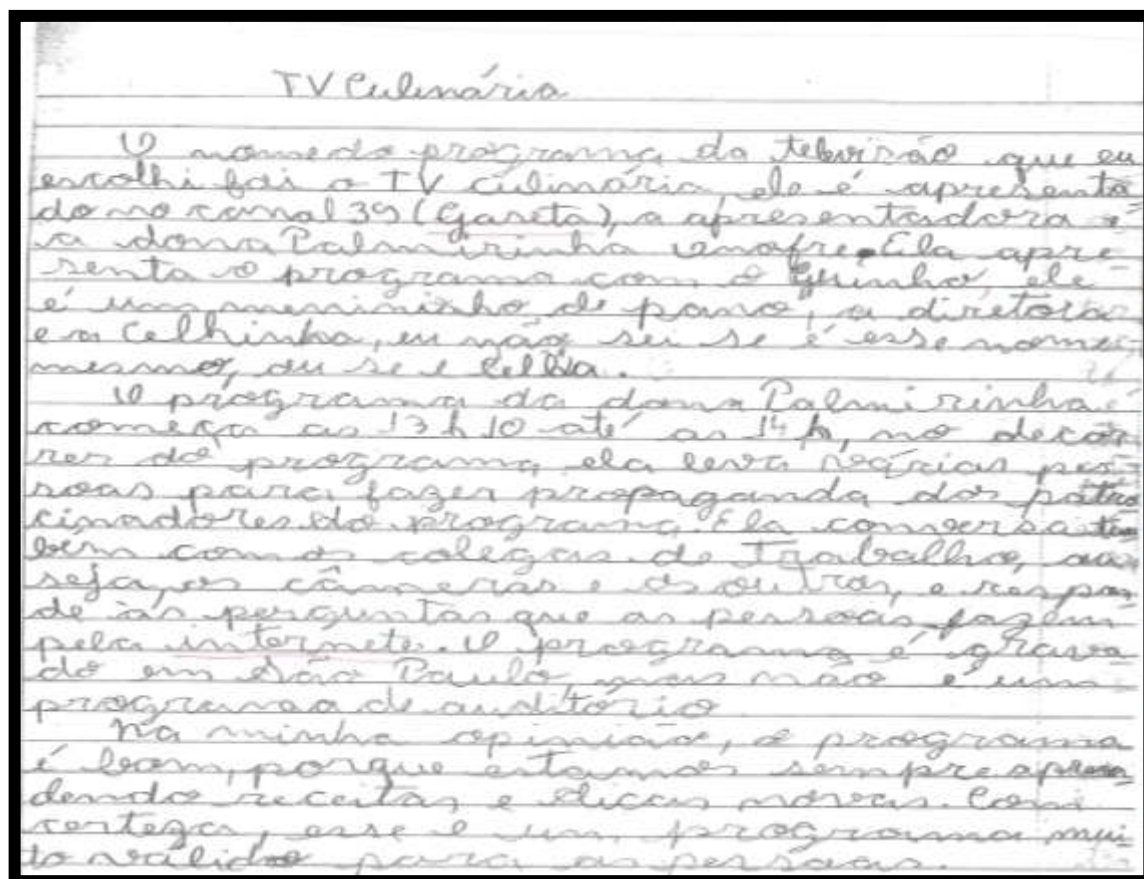 TV Culinária
O nome do programa da televisão que eu
escolhi foi o TV culinária, ele é apresenta
do no canal 39 (Gazeta), a apresentadora é
a dona Palmirinha Onofre. Ela apre
senta o programa com o Guinho, ele
é um menininho de pano, a diretora
e a Celhinha, eu não sei se é esse nome
mesmo, ou se é Cellia.
O programa da dona Palmirinha é
começa as 13h10 até as 14h, no decor
rer do programa, ela leva várias pes
soas para fazer propaganda dos patro
cinadores do programa. Ela conversa tam
bém com os colegas de trabalho, ou
seja, os câmeras e os outros, e respon
de às perguntas que as pessoas fazem
pela internete. O programa é grava
do em São Paulo, mas não é um
programa de auditório
Na minha opinião, o programa
é bom, porque estamos sempre apren
dendo receitas e dicas novas. Com
certeza, esse é um programa mui
to válido para as pessoas.